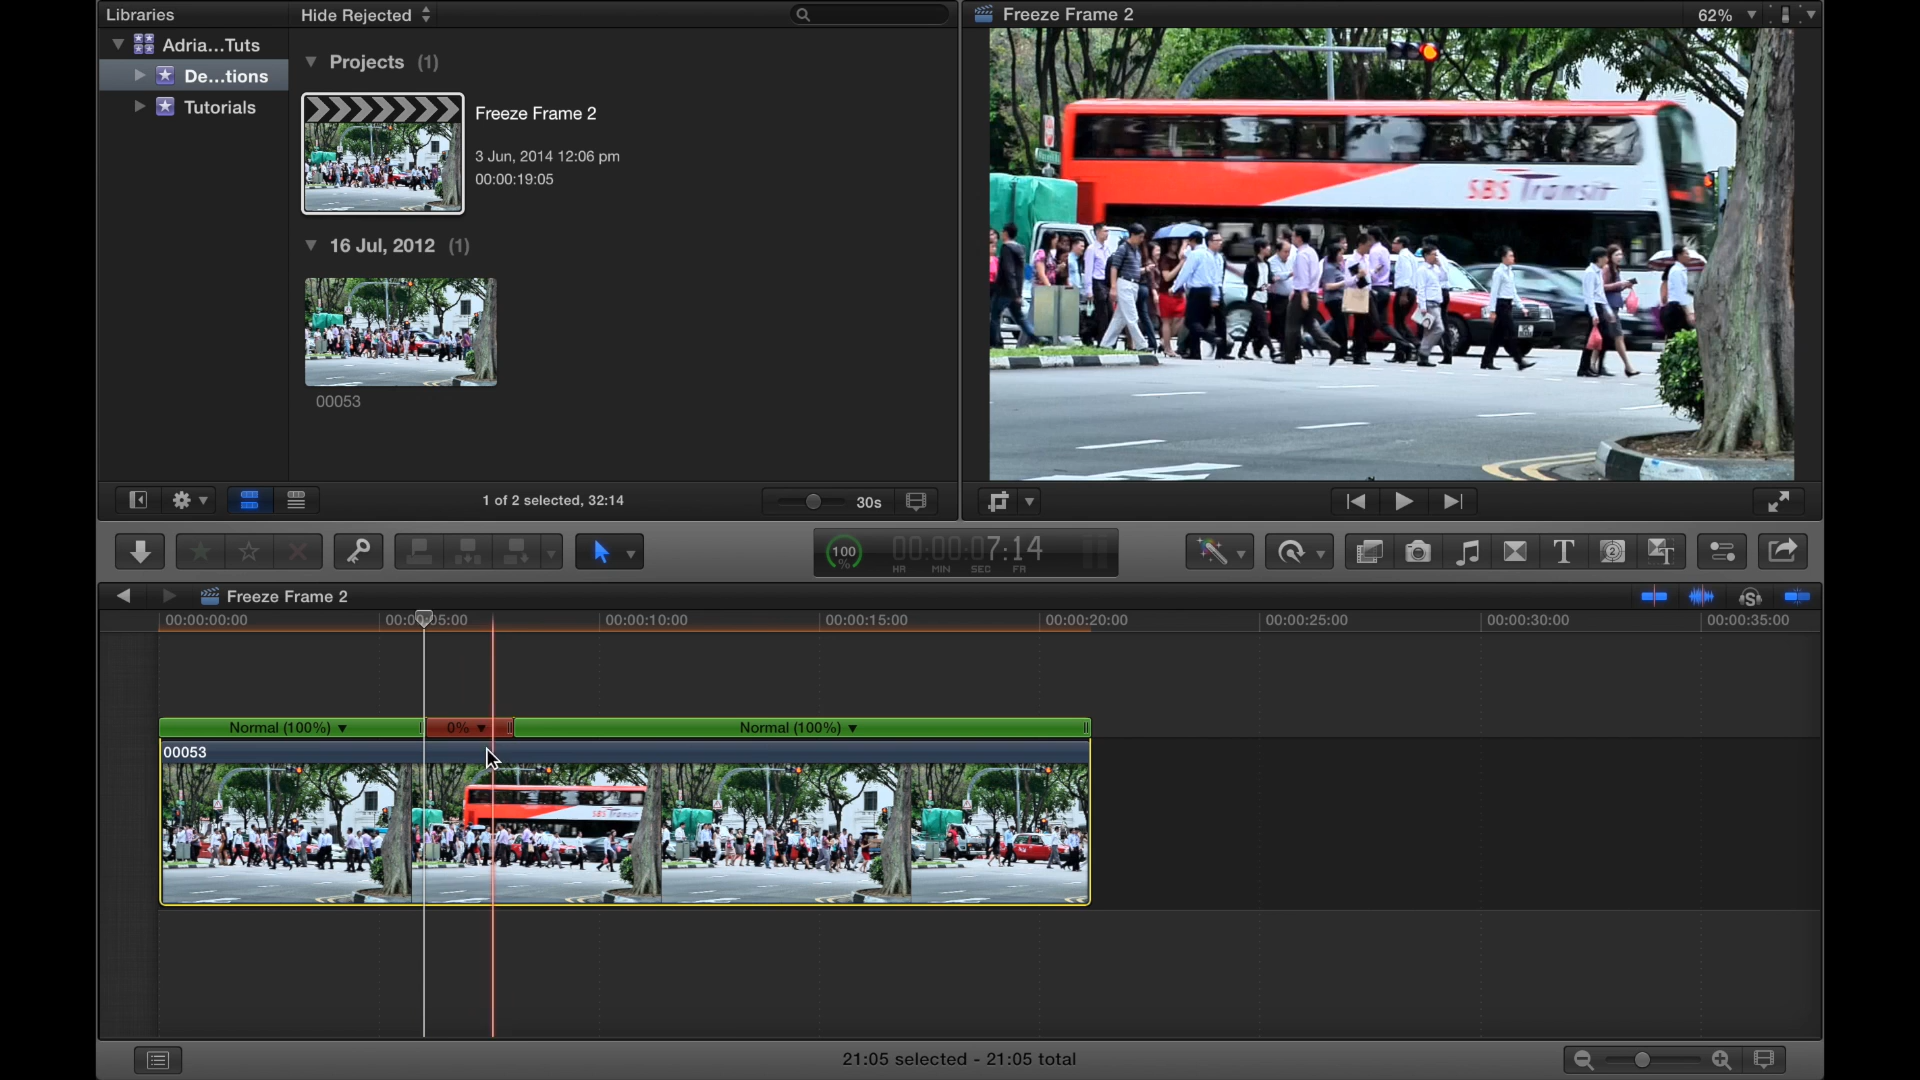 Libraries
Hide Rejected
Freeze Frame 2
62%
Adria...Tuts
De...tions
Tutorials
Projects (1)
Freeze Frame 2
3 Jun, 2014 12:06 pm
00:00:19:05
16 Jul, 2012 (1)
00053
SBS Transit
1 of 2 selected, 32:14
30s
100
%
00:00:07:14
HR MIN SEC FR
T
2
T
Freeze Frame 2
S
00:00:00:00
00:00:05:00
00:00:10:00
00:00:15:00
00:00:20:00
00:00:25:00
00:00:30:00
00:00:35:00
Normal (100%)
0%
Normal (100%)
00053
21:05 selected - 21:05 total